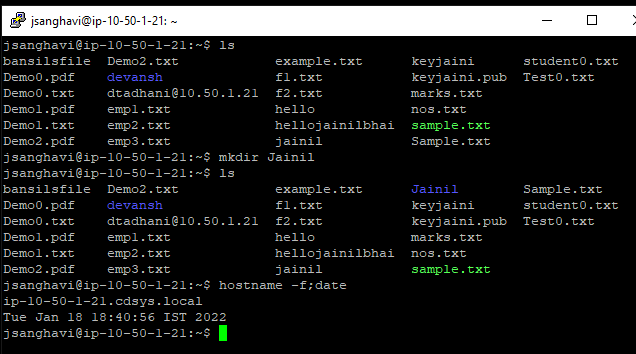 jsanghavi@ip-10-50-1-21: ~
jsanghavi@ip-10-50-1-21:~$ ls
bansilsfile  Demo2.txt            example.txt      keyjaini      student0.txt
Demo0.pdf    devansh              f1.txt           keyjaini.pub  Test0.txt
Demo0.txt    dtadhani@10.50.1.21  f2.txt           marks.txt
Demo1.pdf    emp1.txt             hello            nos.txt
Demo1.txt    emp2.txt             hellojainilbhai  sample.txt
Demo2.pdf    emp3.txt             jainil           Sample.txt
jsanghavi@ip-10-50-1-21:~$ mkdir Jainil
jsanghavi@ip-10-50-1-21:~$ ls
bansilsfile  Demo2.txt            example.txt      Jainil        Sample.txt
Demo0.pdf    devansh              f1.txt           keyjaini      student0.txt
Demo0.txt    dtadhani@10.50.1.21  f2.txt           keyjaini.pub  Test0.txt
Demo1.pdf    emp1.txt             hello            marks.txt
Demo1.txt    emp2.txt             hellojainilbhai  nos.txt
Demo2.pdf    emp3.txt             jainil           sample.txt
jsanghavi@ip-10-50-1-21:~$ hostname -f;date
ip-10-50-1-21.cdsys.local
Tue Jan 18 18:40:56 IST 2022
jsanghavi@ip-10-50-1-21:~$